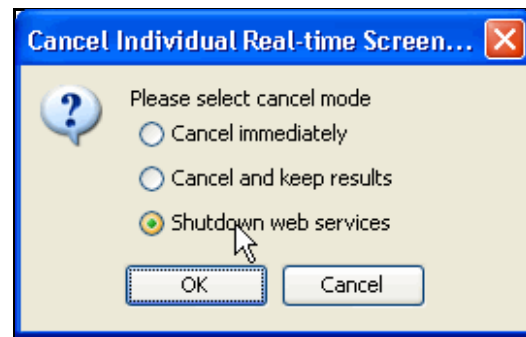 Cancel Individual Real-time Screen...
Please select cancel mode
Cancel immediately
Cancel and keep results
Shutdown web services
OK
Cancel